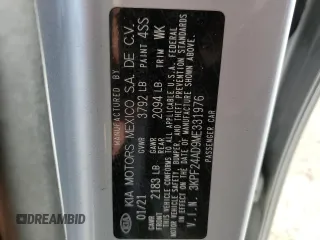 MANUFACTURED BY
KIA KIA MOTORS MEXICO S.A. DE C.V.
01/21 GVWR 3792 LB PAINT 4SS
GAWR FRONT 2183 LB GAWR REAR 2094 LB TRIM WK
THIS VEHICLE CONFORMS TO ALL APPLICABLE U.S.A. FEDERAL
MOTOR VEHICLE SAFETY, BUMPER, AND THEFT PREVENTION
STANDARDS IN EFFECT ON THE DATE OF MANUFACTURE SHOWN ABOVE.
V.I.N. 3KPF24AD9ME331976
PASSENGER CAR